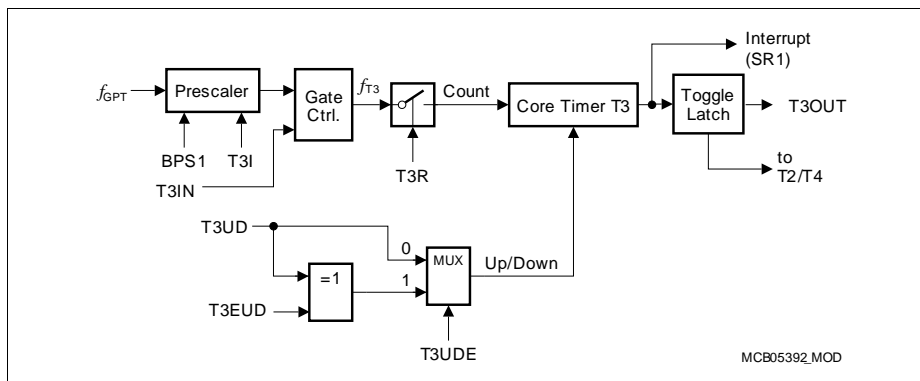 Interrupt
(SR1)
fGPT
Prescaler
Gate
Ctrl.
fT3
Count
Core Timer T3
Toggle
Latch
T3OUT
BPS1
T3I
T3IN
T3R
to
T2/T4
T3UD
0
=1
1
MUX
Up/Down
T3EUD
T3UDE
MCB05392_MOD